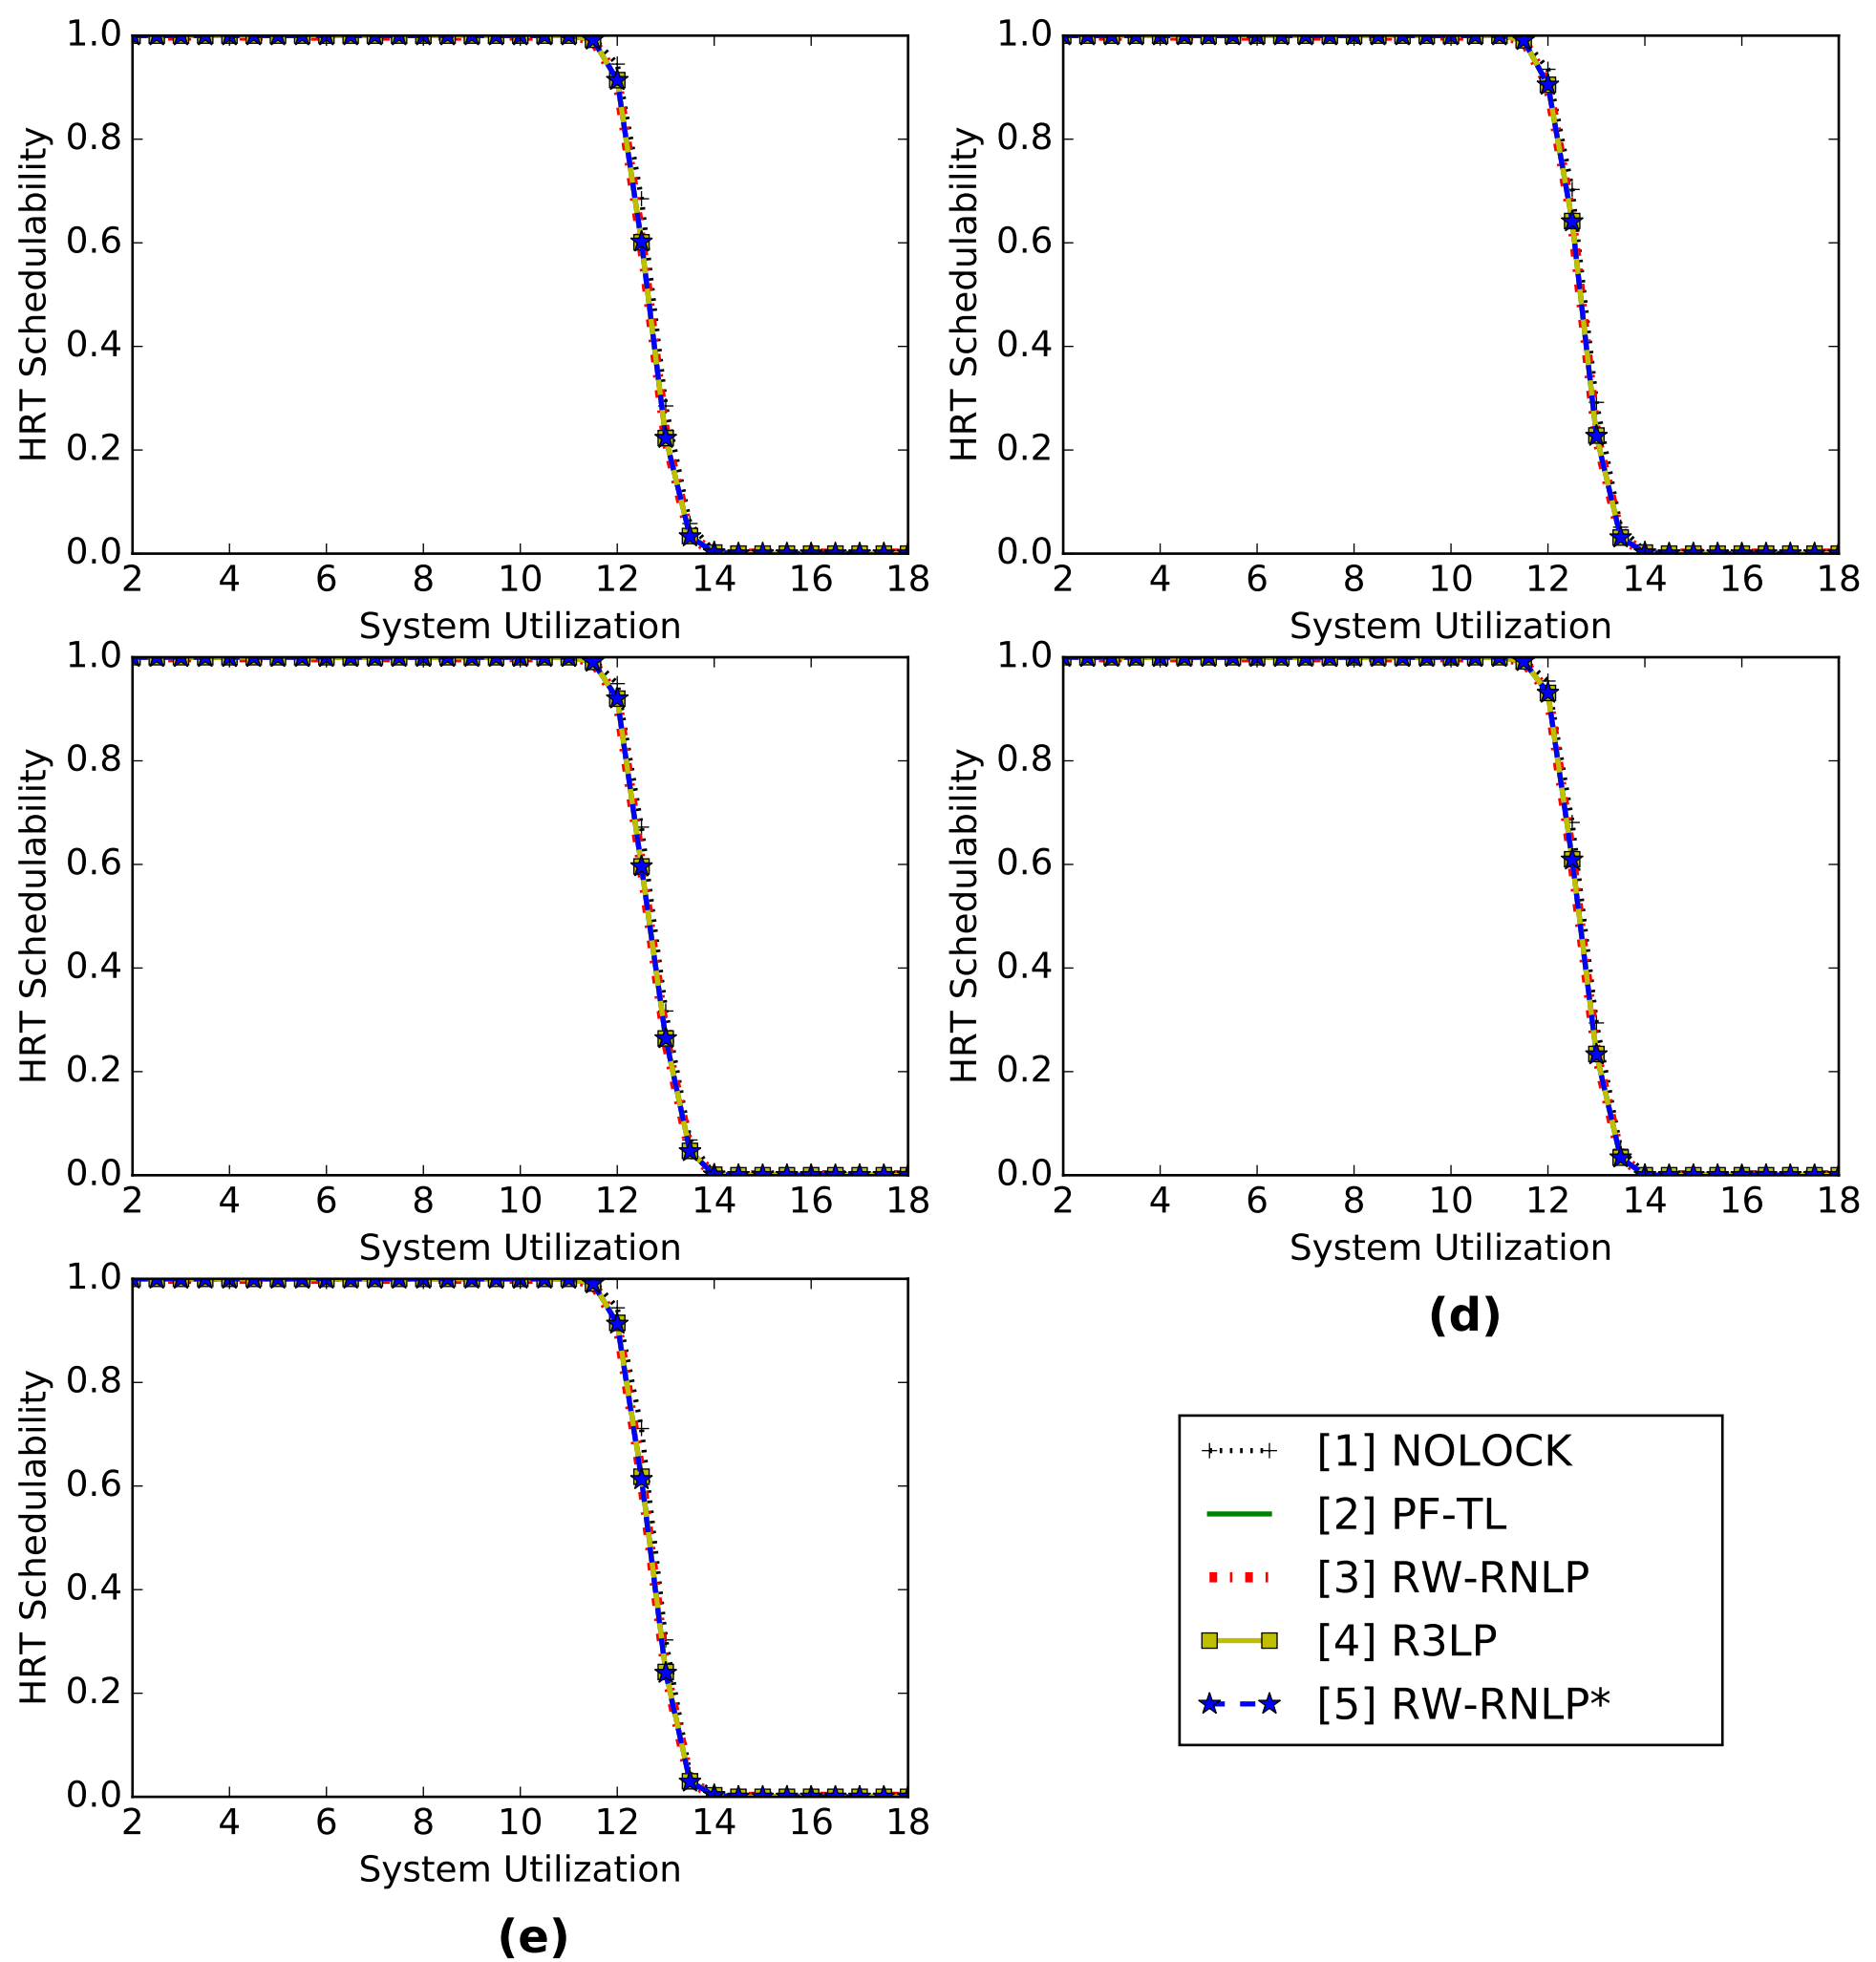 1.0
0.8
0.6
0.4
0.2
0.0
HRT Schedulability
2 4 6 8 10 12 14 16 18
System Utilization
1.0
0.8
0.6
0.4
0.2
0.0
HRT Schedulability
2 4 6 8 10 12 14 16 18
System Utilization
1.0
0.8
0.6
0.4
0.2
0.0
HRT Schedulability
2 4 6 8 10 12 14 16 18
System Utilization
1.0
0.8
0.6
0.4
0.2
0.0
HRT Schedulability
2 4 6 8 10 12 14 16 18
System Utilization
(d)
1.0
0.8
0.6
0.4
0.2
0.0
HRT Schedulability
2 4 6 8 10 12 14 16 18
System Utilization
(e)
[1] NOLOCK
[2] PF-TL
[3] RW-RNLP
[4] R3LP
[5] RW-RNLP*